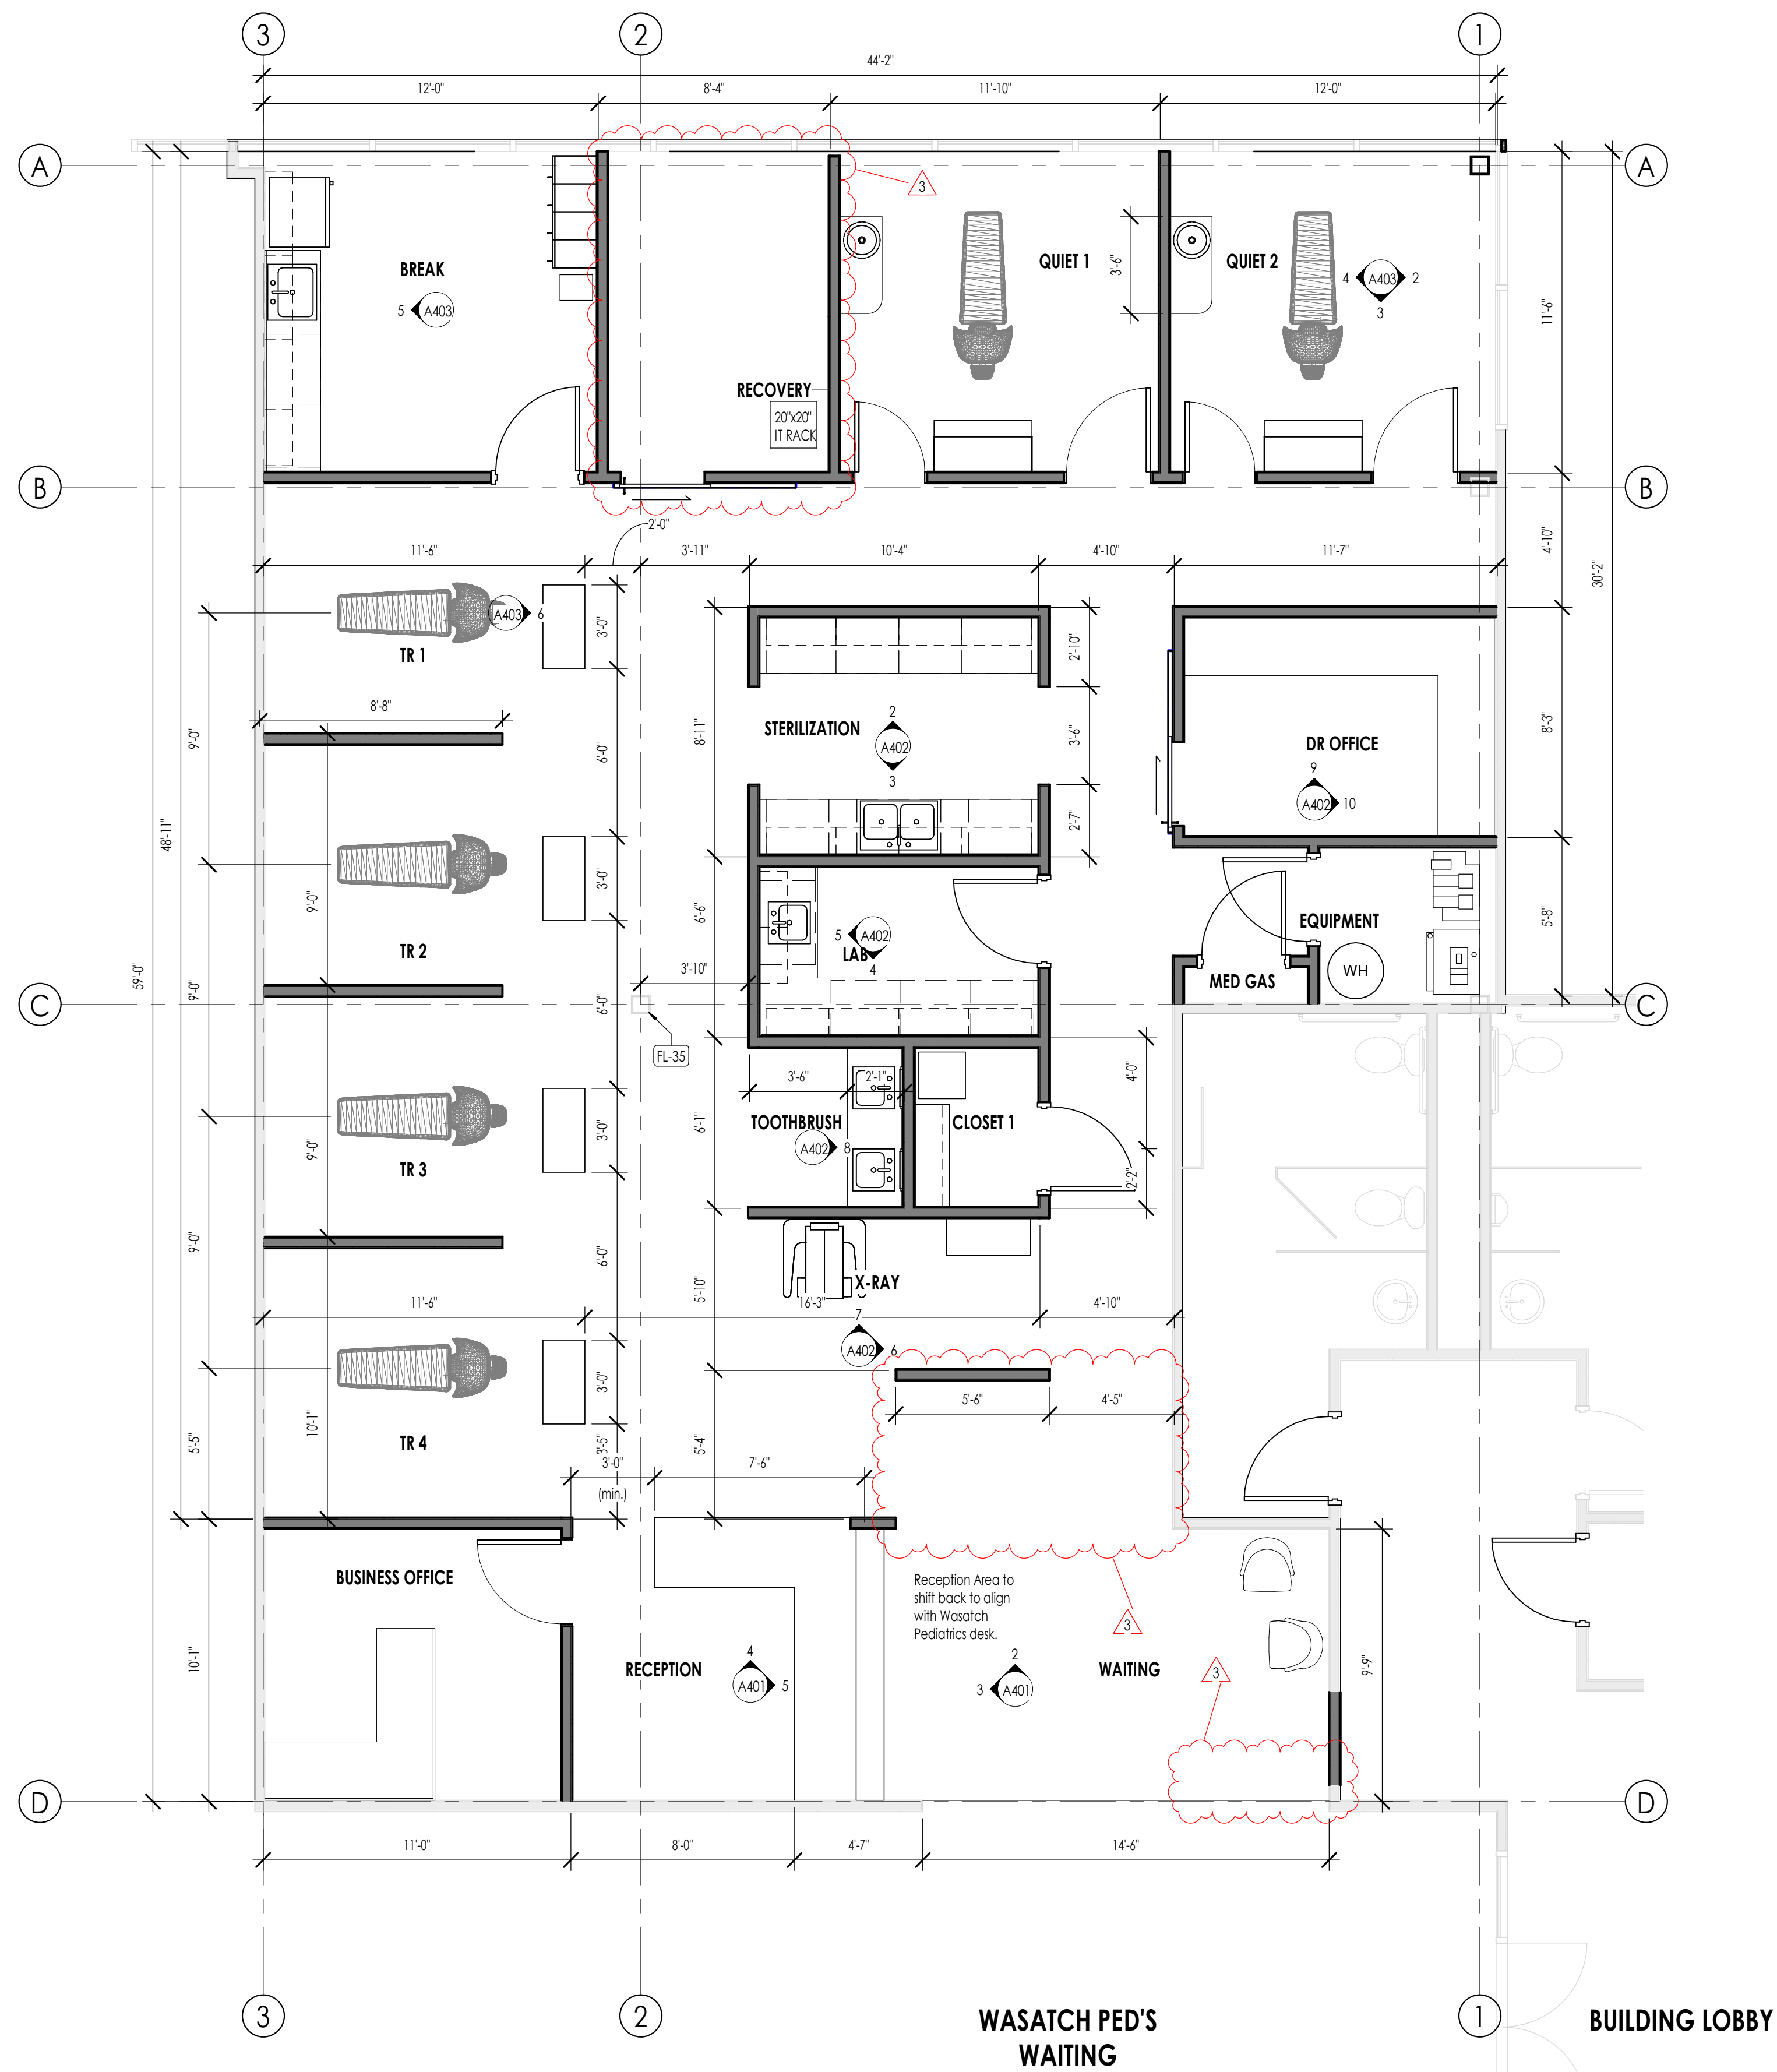 3
2
1
44'-2"
12'-0"
8'-4"
11'-10"
12'-0"
A
A
3
BREAK
5
A403
QUIET 1
3'-6"
QUIET 2
4
A403
2
3
11'-6"
RECOVERY
20"x20"
IT RACK
B
B
2'-0"
11'-6"
3'-11"
10'-4"
4'-10"
11'-7"
4'-10"
30'-2"
A403
6
TR 1
3'-0"
2'-10"
8'-8"
9'-0"
6'-0"
8'-11"
STERILIZATION
2
A402
3
3'-6"
DR OFFICE
9
A402
10
8'-3"
48'-11"
59'-0"
2'-7"
TR 2
9'-0"
3'-0"
6'-6"
5
A402
LAB
4
EQUIPMENT
5'-8"
WH
MED GAS
3'-10"
9'-0"
6'-0"
C
C
FL-35
3'-6"
2'-1"
4'-0"
TOOTHBRUSH
A402
8
CLOSET 1
6'-1"
3'-0"
9'-0"
TR 3
2'-2"
9'-0"
6'-0"
X-RAY
5'-10"
11'-6"
16'-3"
4'-10"
7
A402
6
3'-0"
5'-6"
4'-5"
TR 4
10'-1"
5'-5"
3'-5"
5'-4"
3'-0"
(min.)
7'-6"
BUSINESS OFFICE
Reception Area to
shift back to align
with Wasatch
Pediatrics desk.
3
10'-1"
RECEPTION
4
A401
5
2
3
A401
WAITING
3
9'-9"
D
D
11'-0"
8'-0"
4'-7"
14'-6"
3
2
1
WASATCH PED'S
WAITING
BUILDING LOBBY